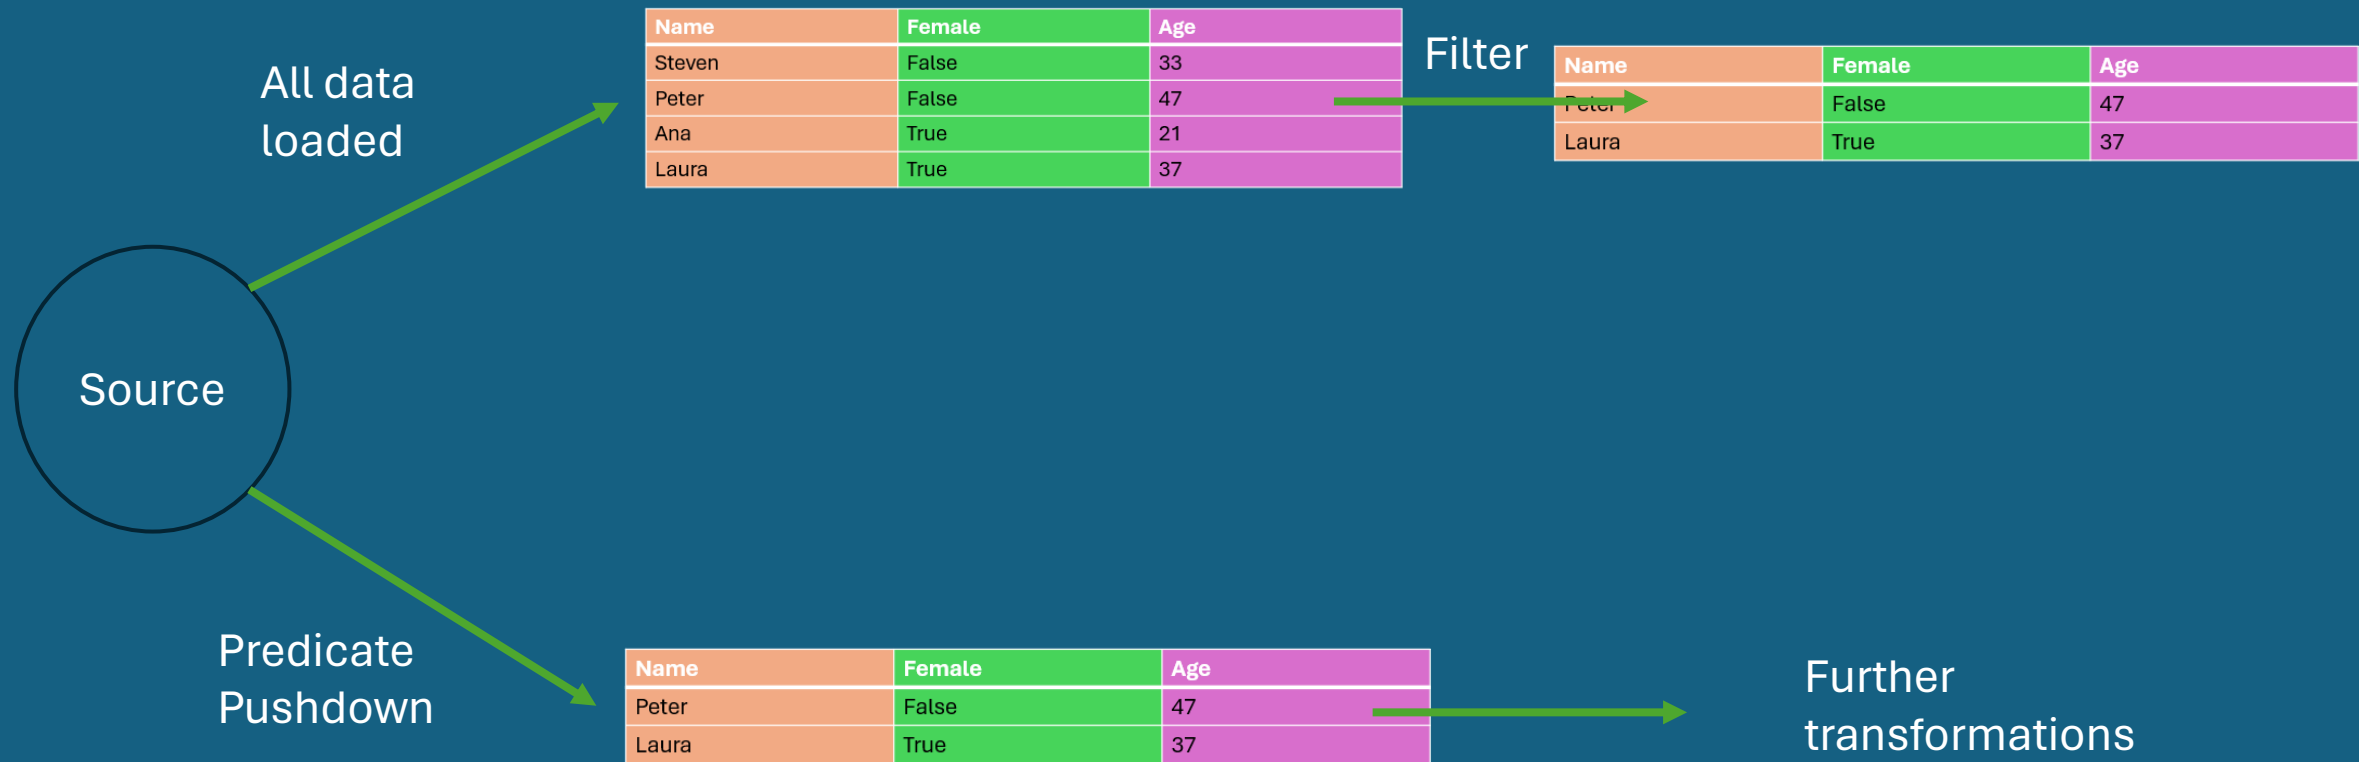 All data
loaded
Name Female Age
Steven False 33
Peter False 47
Ana True 21
Laura True 37
Filter
Name Female Age
Peter False 47
Laura True 37
Source
Predicate
Pushdown
Name Female Age
Peter False 47
Laura True 37
Further
transformations